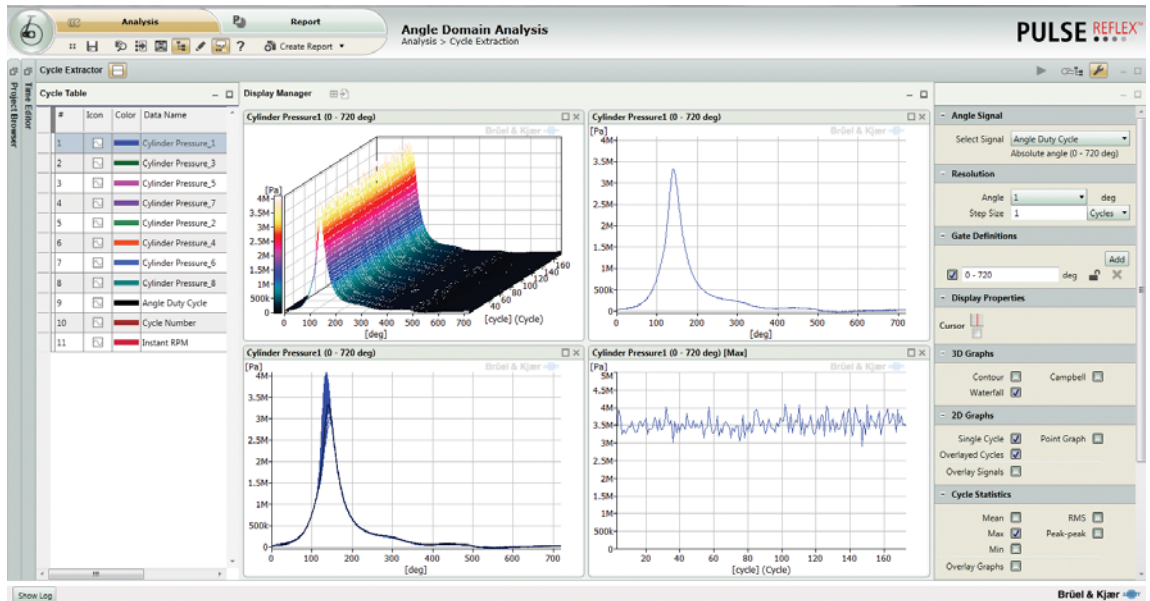 Analysis
Report
Create Report
Angle Domain Analysis
Analysis > Cycle Extraction
PULSE REFLEX™
Project Browser
Time Editor
Cycle Extractor
Cycle Table
# Icon Color Data Name
1 Cylinder Pressure_1
2 Cylinder Pressure_3
3 Cylinder Pressure_5
4 Cylinder Pressure_7
5 Cylinder Pressure_2
6 Cylinder Pressure_4
7 Cylinder Pressure_6
8 Cylinder Pressure_8
9 Angle Duty Cycle
10 Cycle Number
11 Instant RPM
Display Manager
Cylinder Pressure1 (0 - 720 deg)
Brüel & Kjær
[Pa]
4M
3.5M
3M
2.5M
2M
1.5M
1M
500k
0
0 100 200 300 400 500 600 700
[deg]
40 60 80 100 120 140 160
[cycle] (Cycle)
Cylinder Pressure1 (0 - 720 deg)
Brüel & Kjær
[Pa]
4M
3.5M
3M
2.5M
2M
1.5M
1M
500k
0
0 100 200 300 400 500 600 700
[deg]
Cylinder Pressure1 (0 - 720 deg)
Brüel & Kjær
[Pa]
4M
3.5M
3M
2.5M
2M
1.5M
1M
500k
0
0 100 200 300 400 500 600 700
[deg]
Cylinder Pressure1 (0 - 720 deg) [Max]
Brüel & Kjær
[Pa]
5M
4.5M
4M
3.5M
3M
2.5M
2M
1.5M
1M
500k
0
20 40 60 80 100 120 140 160
[cycle] (Cycle)
Angle Signal
Select Signal Angle Duty Cycle
Absolute angle (0 - 720 deg)
Resolution
Angle 1 deg
Step Size 1 Cycles
Gate Definitions
Add
0 - 720 deg
Display Properties
Cursor
3D Graphs
Contour Campbell
Waterfall
2D Graphs
Single Cycle Point Graph
Overlayed Cycles
Overlay Signals
Cycle Statistics
Mean RMS
Max Peak-peak
Min
Overlay Graphs
Show Log
Brüel & Kjær